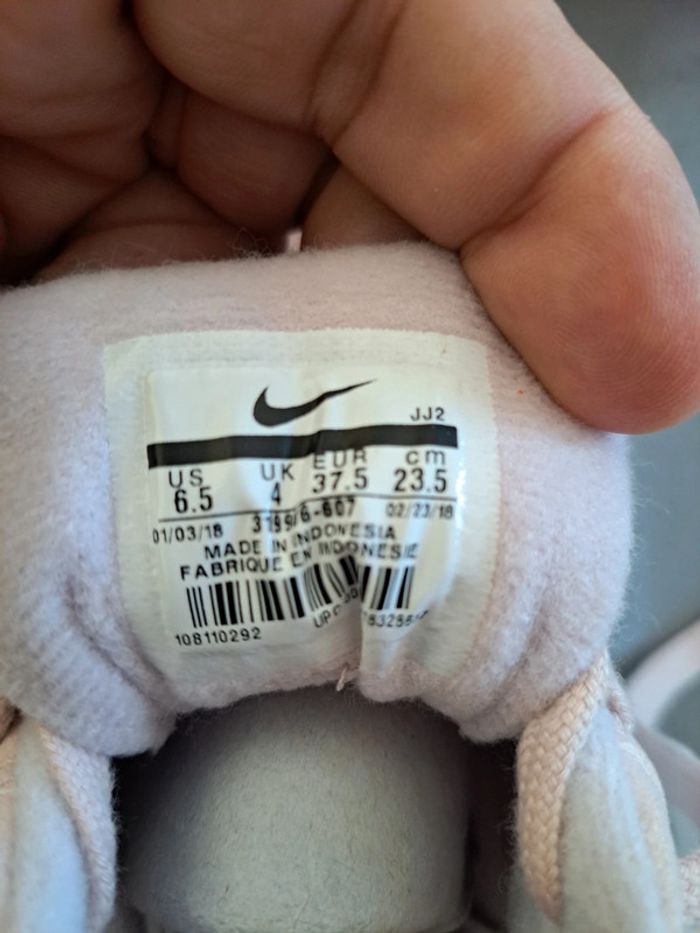 JJ2
US UK EUR cm
6.5 4 37.5 23.5
01/03/18 02/23/18
MADE IN INDONESIA
FABRIQUE EN INDONESIE
108110292